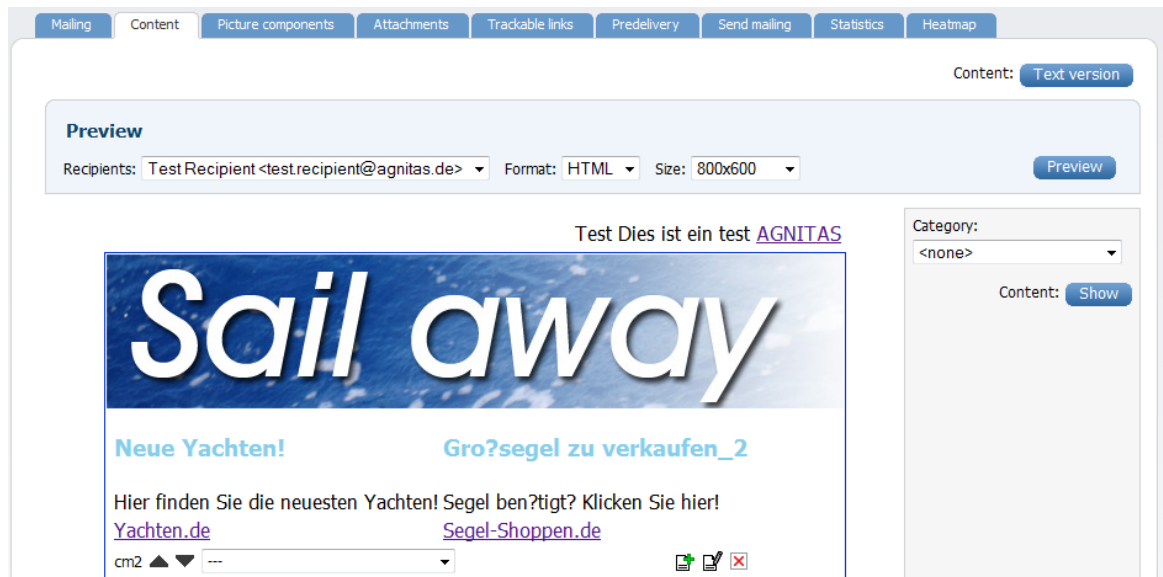 Mailing Content Picture components Attachments Trackable links Predelivery Send mailing Statistics Heatmap
Content: Text version
Preview
Recipients: Test Recipient <test.recipient@agnitas.de> Format: HTML Size: 800x600 Preview
Test Dies ist ein test AGNITAS
Category:
<none>
Content: Show
Sail away
Neue Yachten! Gro?segel zu verkaufen_2
Hier finden Sie die neuesten Yachten! Segel ben?tigt? Klicken Sie hier!
Yachten.de Segel-Shoppen.de
cm2 ---